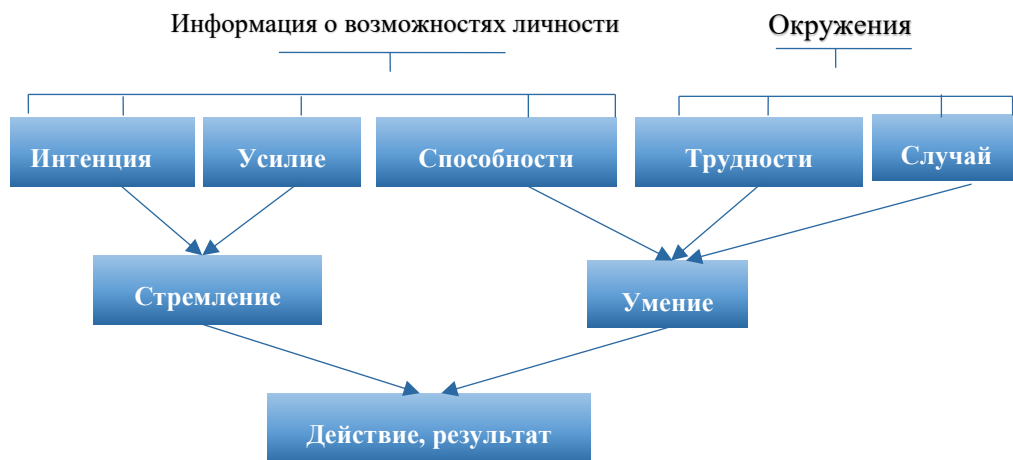 Информация о возможностях личности
Окружения
Интенция
Усилие
Способности
Трудности
Случай
Стремление
Умение
Действие, результат